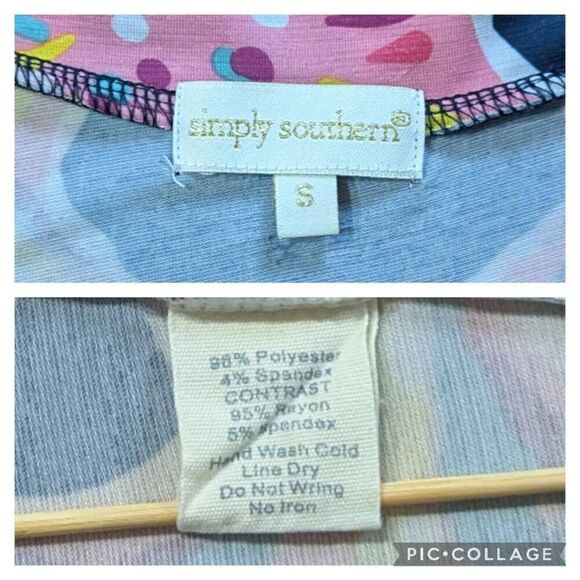 simply southern®
S
96% Polyester
4% Spandex
CONTRAST
95% Rayon
5% spendex
Hand Wash Cold
Line Dry
Do Not Wring
No Iron
PIC•COLLAGE